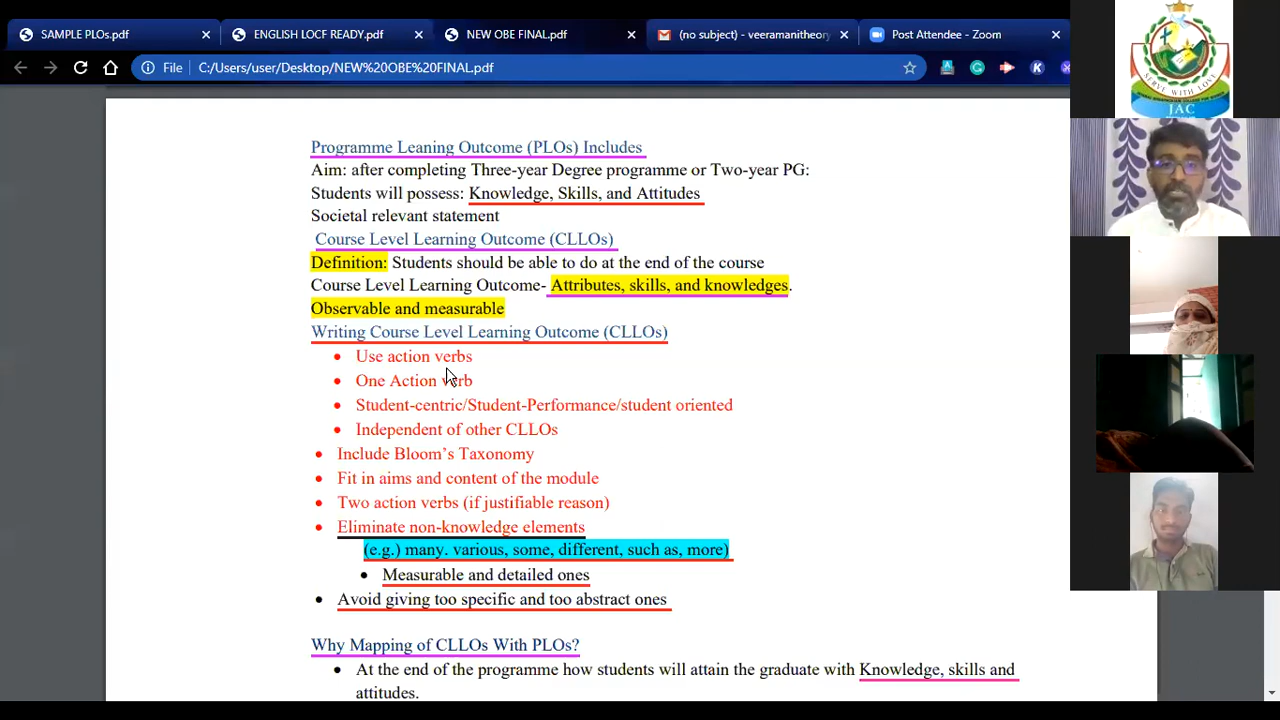 SAMPLE PLOs.pdf
ENGLISH LOCF READY.pdf
NEW OBE FINAL.pdf
(no subject) - veeramanitheory
Post Attendee - Zoom
File
C:/Users/user/Desktop/NEW%20OBE%20FINAL.pdf
Programme Leaning Outcome (PLOs) Includes
Aim: after completing Three-year Degree programme or Two-year PG:
Students will possess: Knowledge, Skills, and Attitudes
Societal relevant statement
Course Level Learning Outcome (CLLOs)
Definition: Students should be able to do at the end of the course
Course Level Learning Outcome- Attributes, skills, and knowledges.
Observable and measurable
Writing Course Level Learning Outcome (CLLOs)
• Use action verbs
• One Action verb
• Student-centric/Student-Performance/student oriented
• Independent of other CLLOs
• Include Bloom’s Taxonomy
• Fit in aims and content of the module
• Two action verbs (if justifiable reason)
• Eliminate non-knowledge elements
(e.g.) many. various, some, different, such as, more)
• Measurable and detailed ones
• Avoid giving too specific and too abstract ones
Why Mapping of CLLOs With PLOs?
• At the end of the programme how students will attain the graduate with Knowledge, skills and
attitudes.
SERVE WITH LOVE
JAC